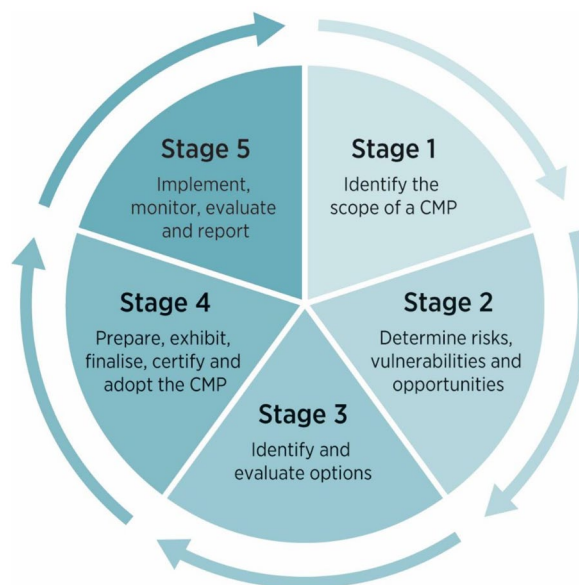 Stage 1
Identify the
scope of a CMP
Stage 2
Determine risks,
vulnerabilities and
opportunities
Stage 3
Identify and
evaluate options
Stage 4
Prepare, exhibit,
finalise, certify and
adopt the CMP
Stage 5
Implement,
monitor, evaluate
and report